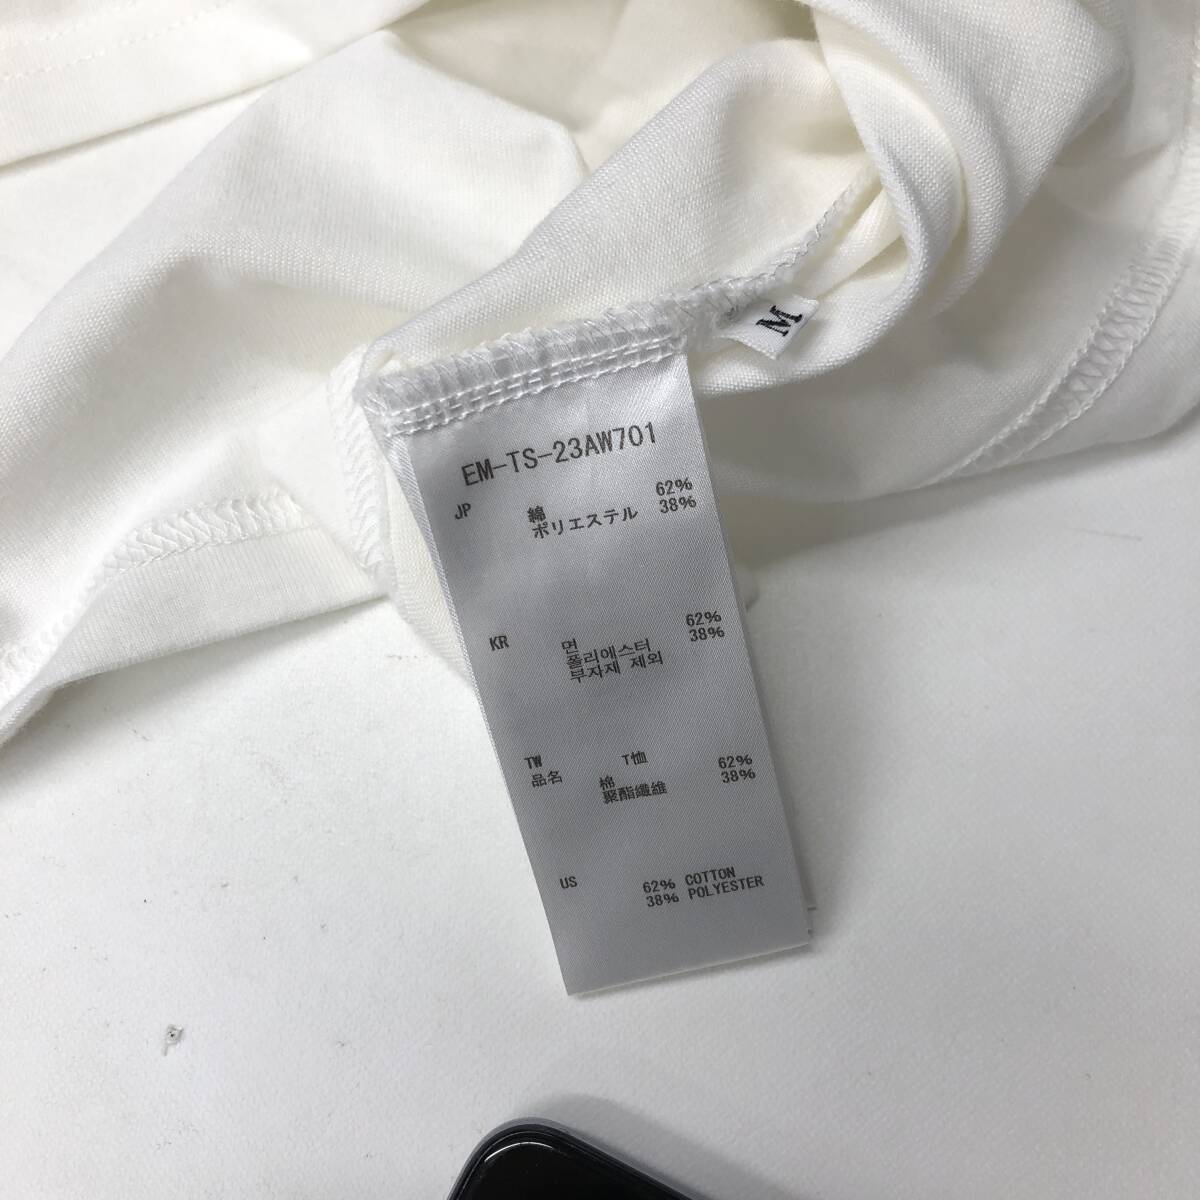 M
EM-TS-23AW701
JP 綿 62%
ポリエステル 38%
KR 면 62%
폴리에스터 38%
부자재 제외
TW T恤
品名 棉 62%
聚酯纖維 38%
US 62% COTTON
38% POLYESTER